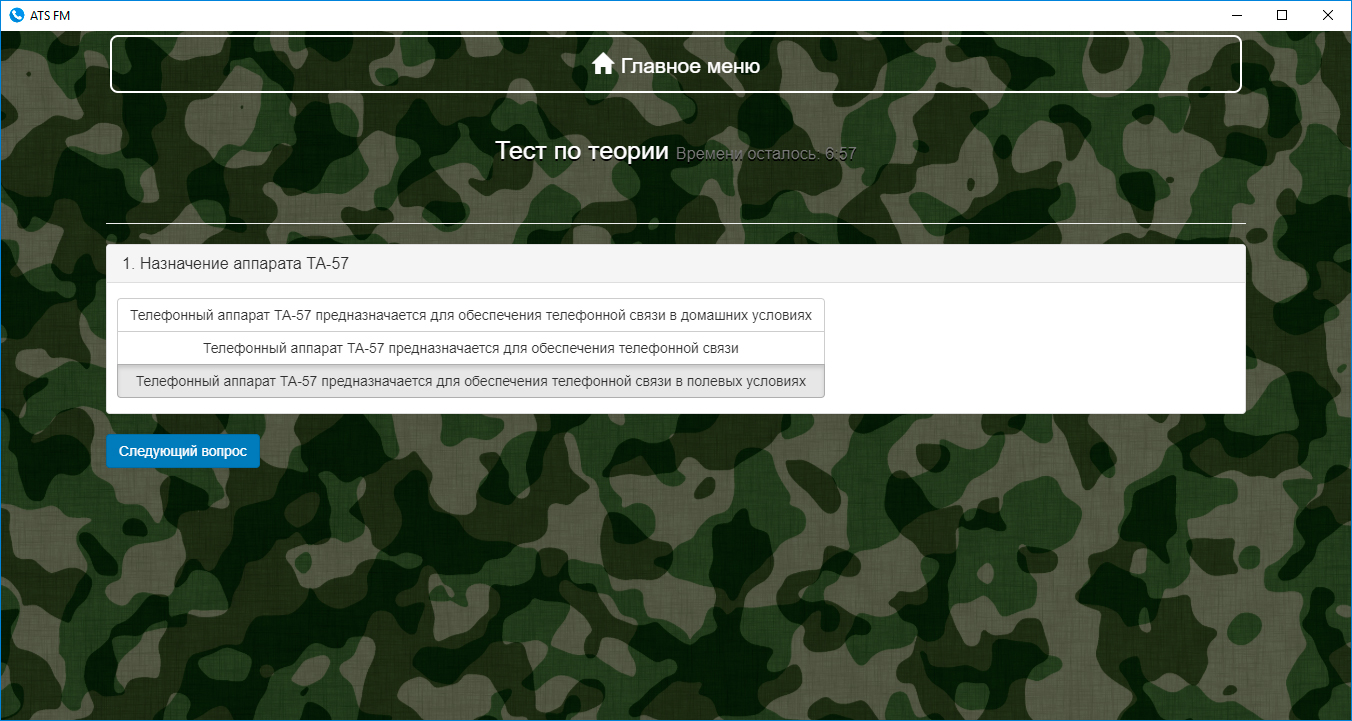 ATS FM
Главное меню
Тест по теории Времени осталось: 6:57
1. Назначение аппарата ТА-57
Телефонный аппарат ТА-57 предназначается для обеспечения телефонной связи в домашних условиях
Телефонный аппарат ТА-57 предназначается для обеспечения телефонной связи
Телефонный аппарат ТА-57 предназначается для обеспечения телефонной связи в полевых условиях
Следующий вопрос